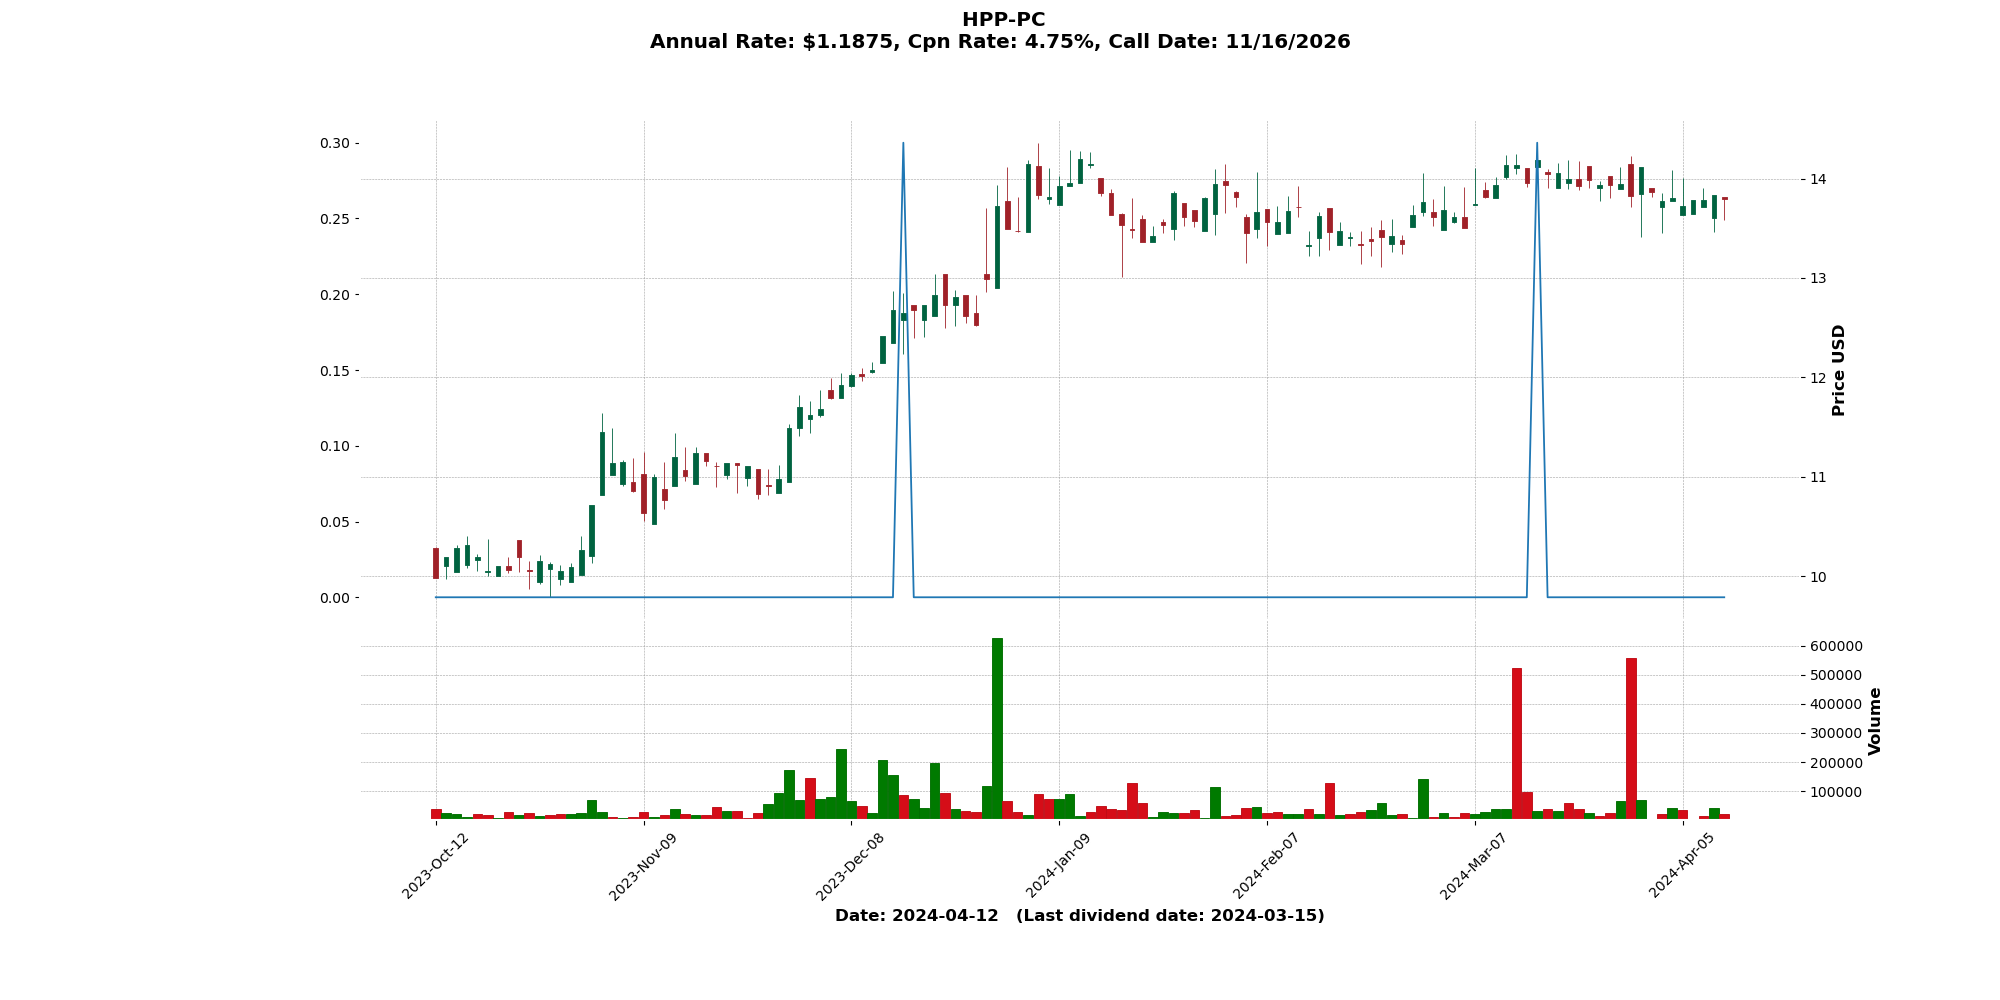 HPP-PC
Annual Rate: $1.1875, Cpn Rate: 4.75%, Call Date: 11/16/2026
0.30
0.25
0.20
0.15
0.10
0.05
0.00
14
13
12
11
10
Price USD
600000
500000
400000
300000
200000
100000
Volume
2023-Oct-12
2023-Nov-09
2023-Dec-08
2024-Jan-09
2024-Feb-07
2024-Mar-07
2024-Apr-05
Date: 2024-04-12 (Last dividend date: 2024-03-15)